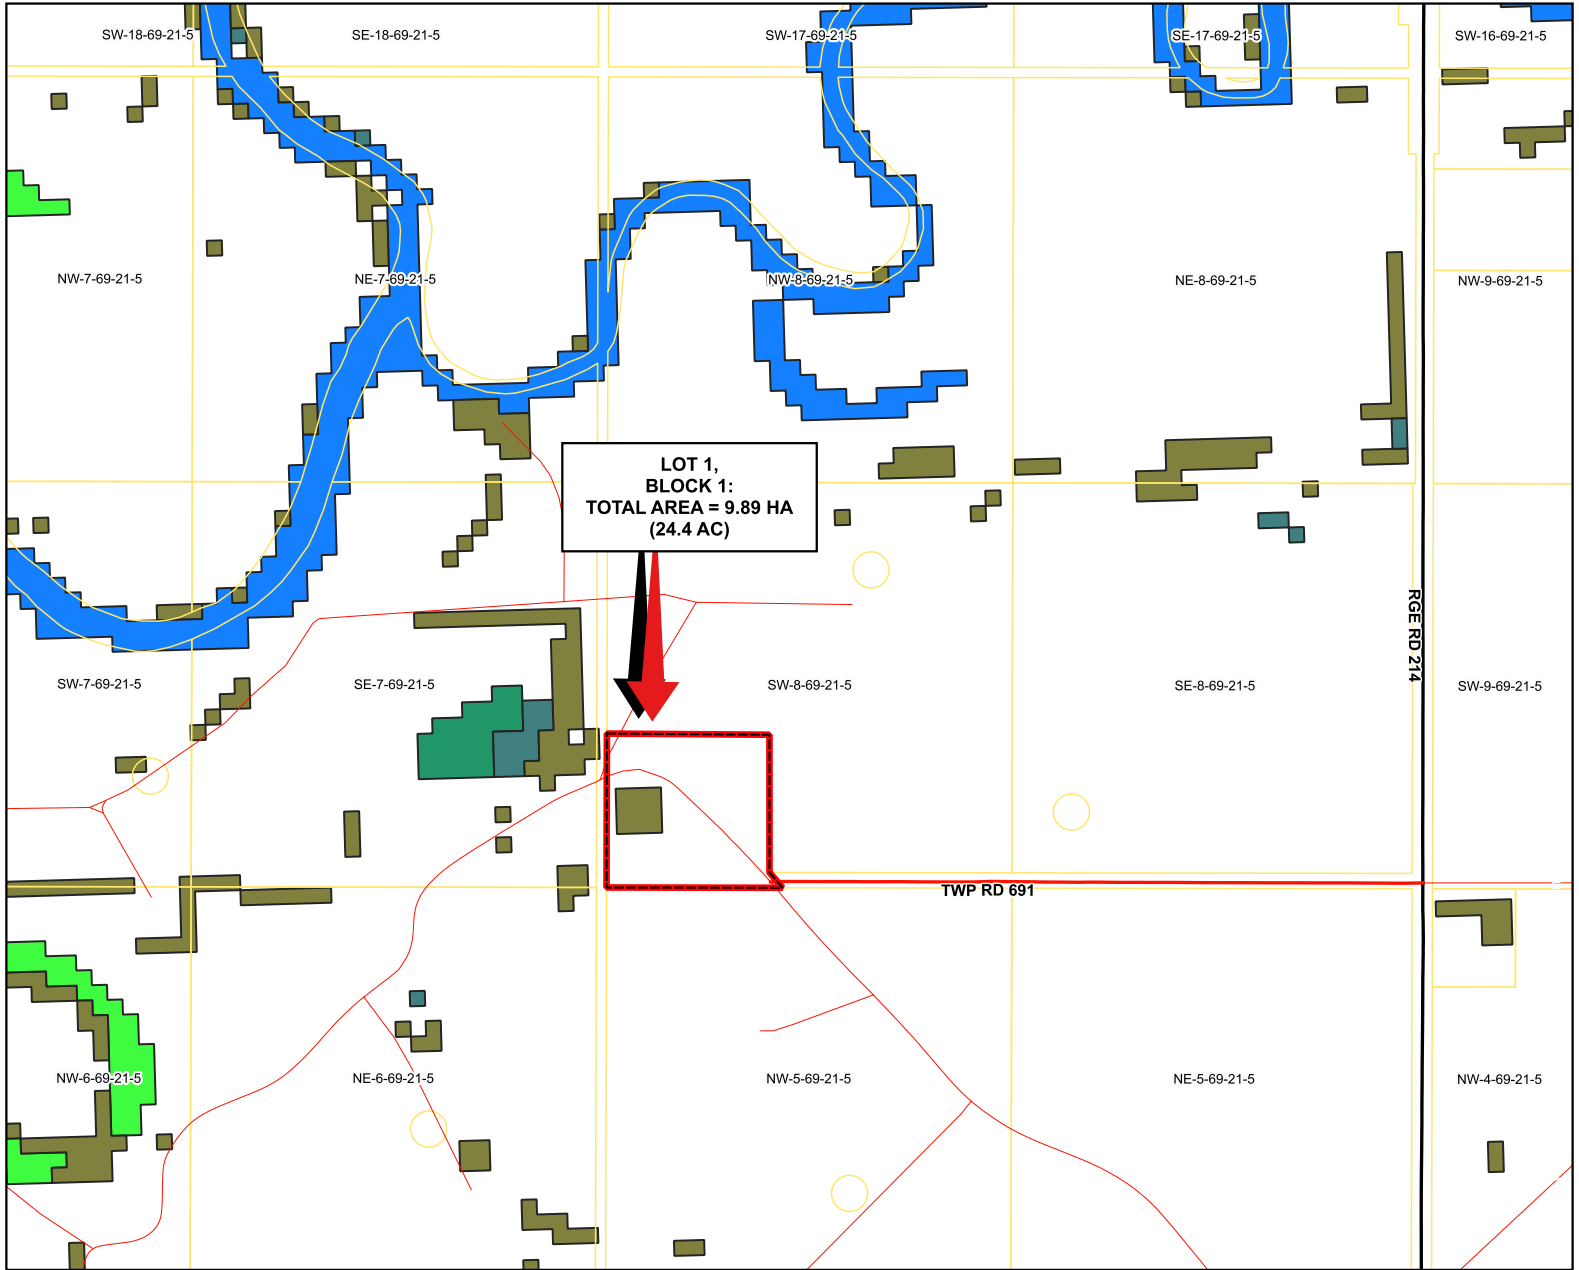 SW-18-69-21-5
SE-18-69-21-5
SW-17-69-21-5
SE-17-69-21-5
SW-16-69-21-5
NW-7-69-21-5
NE-7-69-21-5
NW-8-69-21-5
NE-8-69-21-5
NW-9-69-21-5
LOT 1,
BLOCK 1:
TOTAL AREA = 9.89 HA
(24.4 AC)
RGE RD 214
SW-7-69-21-5
SE-7-69-21-5
SW-8-69-21-5
SE-8-69-21-5
SW-9-69-21-5
TWP RD 691
NW-6-69-21-5
NE-6-69-21-5
NW-5-69-21-5
NE-5-69-21-5
NW-4-69-21-5